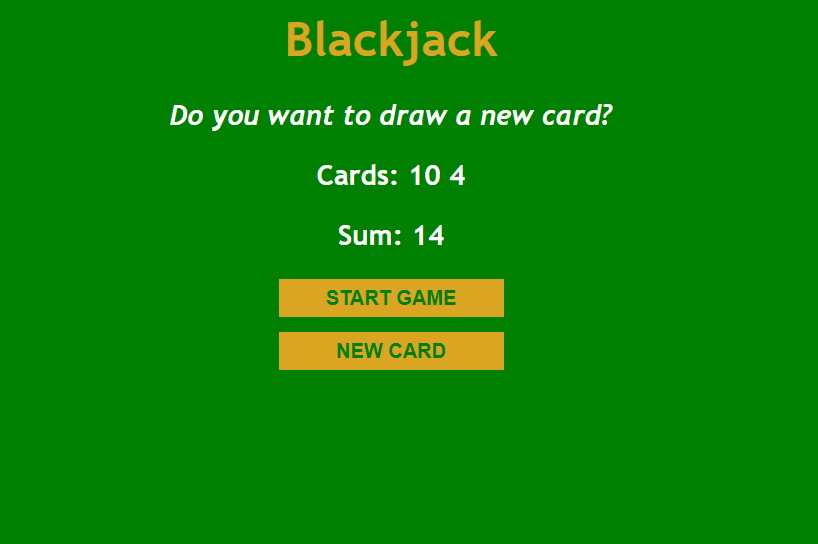 Blackjack
Do you want to draw a new card?
Cards: 10 4
Sum: 14
START GAME
NEW CARD